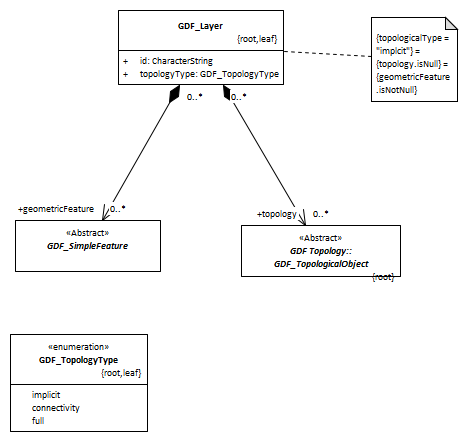 GDF_Layer
{root,leaf}
+ id: CharacterString
+ topologyType: GDF_TopologyType
{topologicalType =
"implcit"} =
{topology.isNull} =
{geometricFeature
.isNotNull}
0..*
0..*
+geometricFeature
0..*
+topology
0..*
«Abstract»
GDF_SimpleFeature
«Abstract»
GDF Topology::
GDF_TopologicalObject
{root}
«enumeration»
GDF_TopologyType
{root,leaf}
implicit
connectivity
full